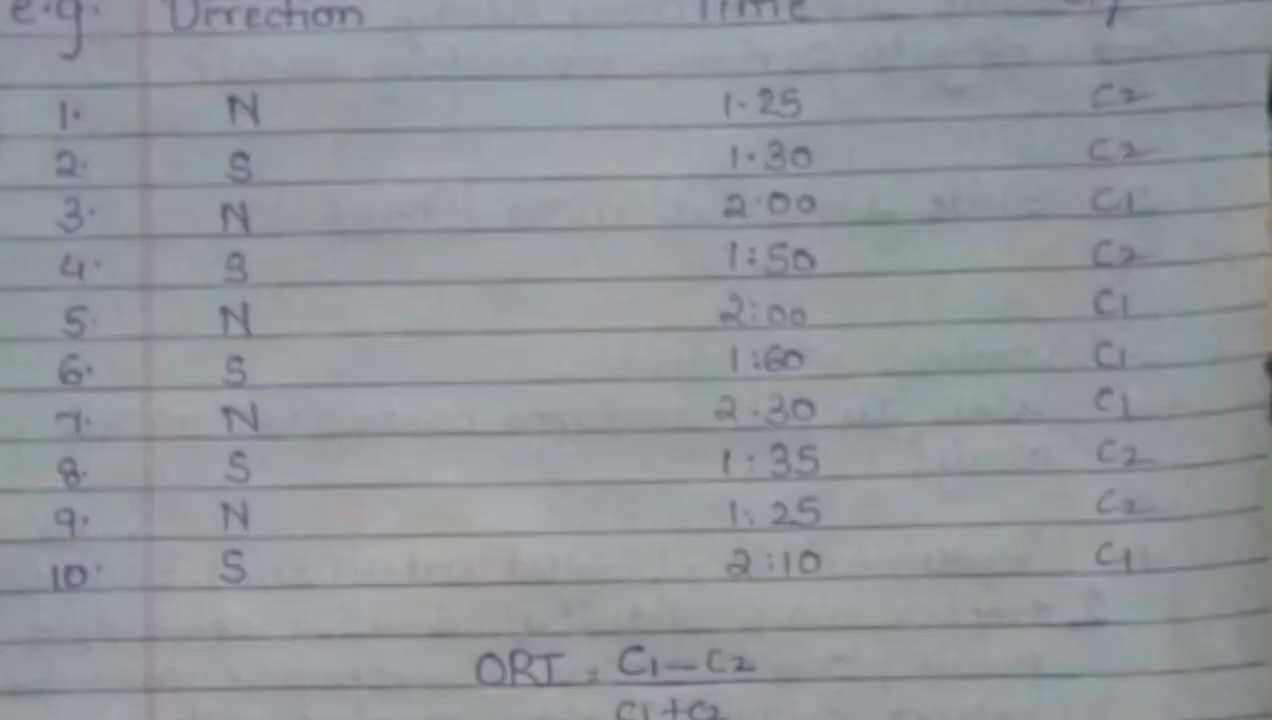 e.g. Direction Time
1. N 1.25 C2
2. S 1.30 C2
3. N 2.00 C1
4. S 1:50 C2
5. N 2:00 C1
6. S 1:60 C1
7. N 2.30 C1
8. S 1:35 C2
9. N 1:25 C2
10. S 2:10 C1
ORI = C1 - C2
C1 + C2